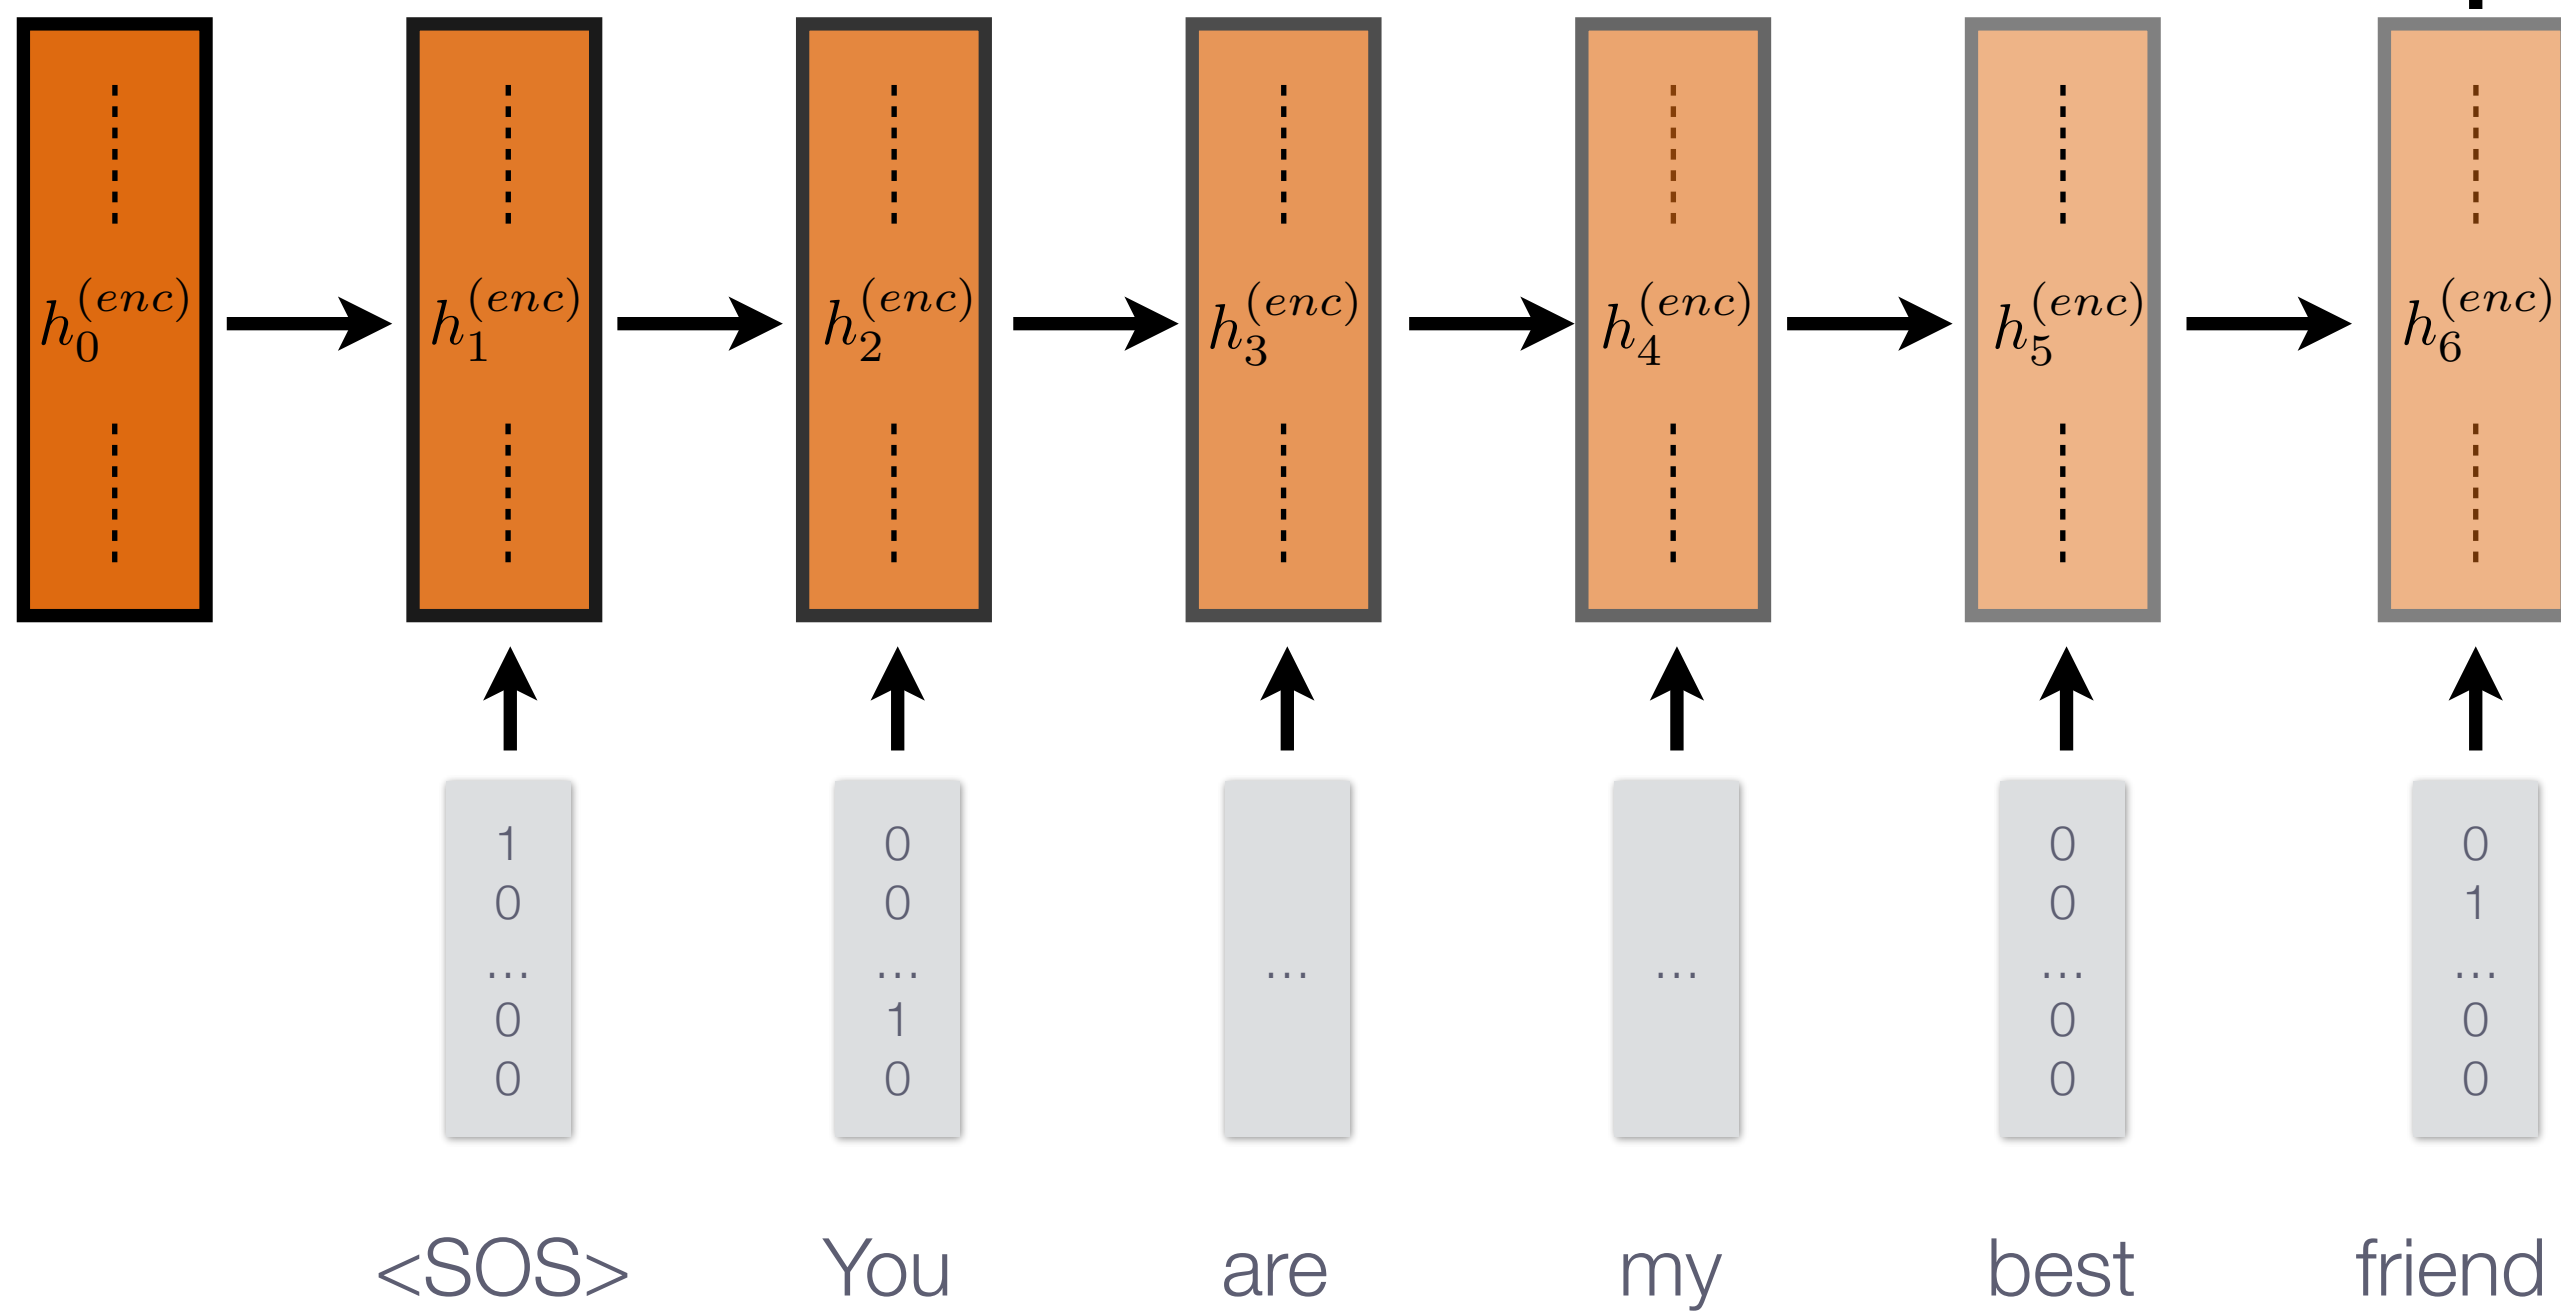 h_0^{(enc)} h_1^{(enc)} h_2^{(enc)} h_3^{(enc)} h_4^{(enc)} h_5^{(enc)} h_6^{(enc)}
1 0 0 0
0 0 0 1
... ... ... ... ... ...
0 1 0 0
0 0 0 0
<SOS> You are my best friend